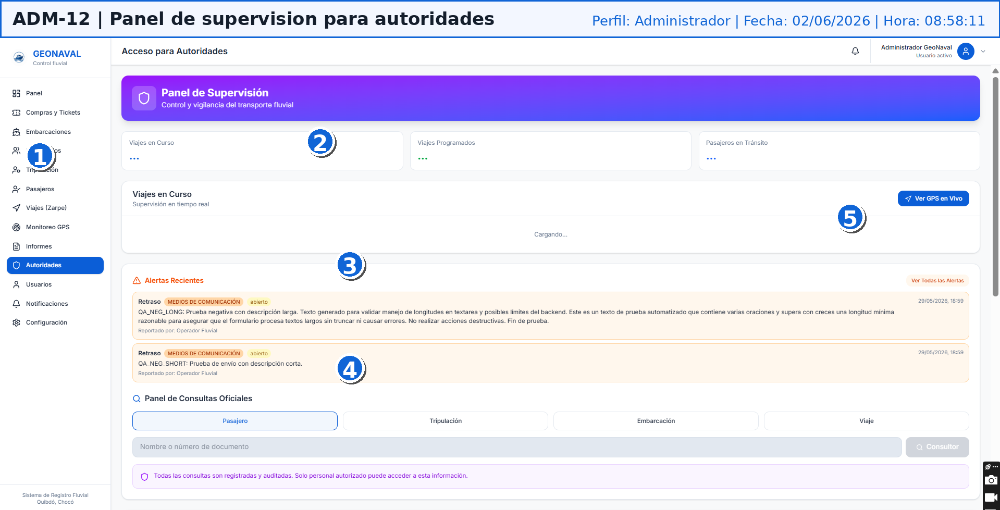 ADM-12 | Panel de supervision para autoridades
Perfil: Administrador | Fecha: 02/06/2026 | Hora: 08:58:11
GEONAVAL
Control fluvial
Acceso para Autoridades
Administrador GeoNaval
Usuario activo
Panel
Compras y Tickets
Embarcaciones
1
Pasajeros
Viajes (Zarpe)
Monitoreo GPS
Informes
Autoridades
Usuarios
Notificaciones
Configuración
Sistema de Registro Fluvial
Quibdó, Chocó
Panel de Supervisión
Control y vigilancia del transporte fluvial
Viajes en Curso
...
2
Viajes Programados
...
Pasajeros en Tránsito
...
Viajes en Curso
Supervisión en tiempo real
Ver GPS en Vivo
5
Cargando...
3
Alertas Recientes
Ver Todas las Alertas
Retraso MEDIOS DE COMUNICACIÓN abierto
29/05/2026, 18:59
QA_NEG_LONG: Prueba negativa con descripción larga. Texto generado para validar manejo de longitudes en textarea y posibles límites del backend. Este es un texto de prueba automatizado que contiene varias oraciones y supera con creces una longitud mínima
razonable para asegurar que el formulario procesa textos largos sin truncar ni causar errores. No realizar acciones destructivas. Fin de prueba.
Reportado por: Operador Fluvial
Retraso MEDIOS DE COMUNICACIÓN abierto
29/05/2026, 18:59
QA_NEG_SHORT: Prueba de envío con descripción corta.
Reportado por: Operador Fluvial
4
Panel de Consultas Oficiales
Pasajero
Tripulación
Embarcación
Viaje
Nombre o número de documento
Consultor
Todas las consultas son registradas y auditadas. Solo personal autorizado puede acceder a esta información.